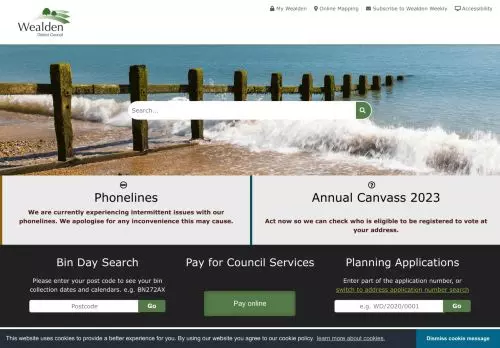 Wealden
District Council
My Wealden
Online Mapping
Subscribe to Wealden Weekly
Accessibility
Search...
Phonelines
We are currently experiencing intermittent issues with our
phonelines. We apologise for any inconvenience this may cause.
Annual Canvass 2023
Act now so we can check who is eligible to be registered to vote at
your address.
Bin Day Search
Please enter your post code to see your bin
collection dates and calendars. e.g. BN272AX
Postcode
Go
Pay for Council Services
Pay online
Planning Applications
Enter part of the application number, or
switch to address application number search
e.g. WD/2020/0001
Go
This website uses cookies to provide a better experience for you. By using our website you agree to our cookie policy. learn more about cookies.
Dismiss cookie message